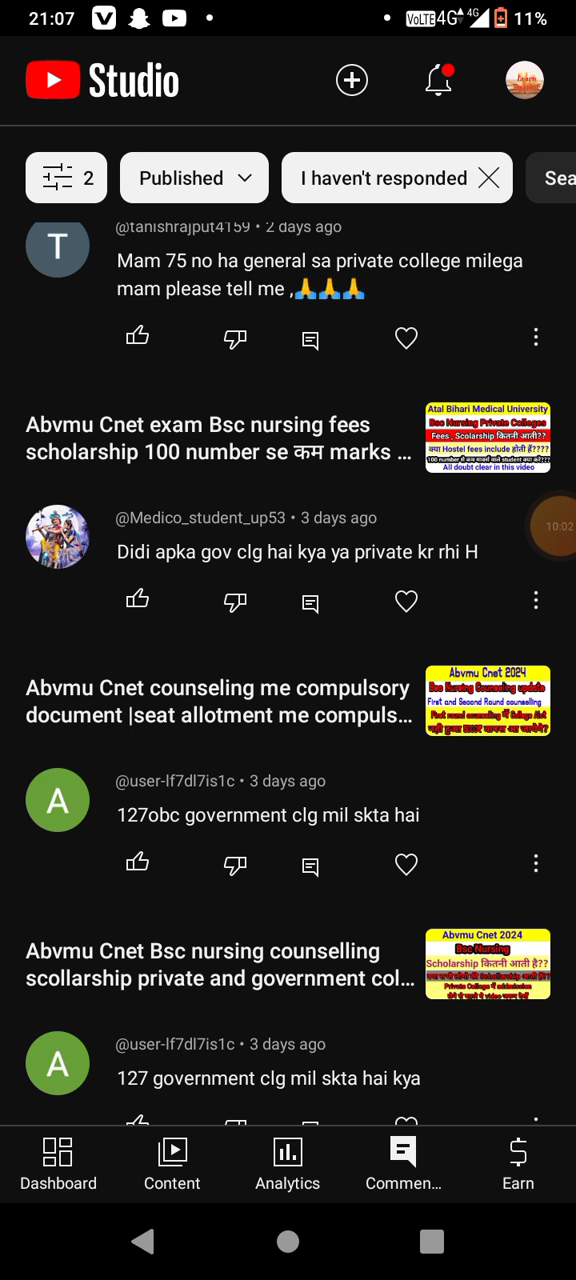 21:07
VoLTE 4G 4G 11%
Studio
2
Published
I haven't responded
Sea
T
@tanishrajput4159 • 2 days ago
Mam 75 no ha general sa private college milega
mam please tell me ,🙏🙏🙏
Abvmu Cnet exam Bsc nursing fees
scholarship 100 number se कम marks ...
Atal Bihari Medical University
Bsc Nursing Private Colleges
Fees , Scolarship कितनी आती??
क्या Hostel fees include होती हैं????
All doubt clear in this video
@Medico_student_up53 • 3 days ago
10:02
Didi apka gov clg hai kya ya private kr rhi H
Abvmu Cnet counseling me compulsory
document |seat allotment me compuls...
Abvmu Cnet 2024
Bsc Nursing Counseling update
First and Second Round counselling
A
@user-lf7dl7is1c • 3 days ago
127obc government clg mil skta hai
Abvmu Cnet Bsc nursing counselling
scollarship private and government col...
Abvmu Cnet 2024
Bsc Nursing
Scholarship कितनी आती है??
A
@user-lf7dl7is1c • 3 days ago
127 government clg mil skta hai kya
Dashboard
Content
Analytics
Commen...
Earn